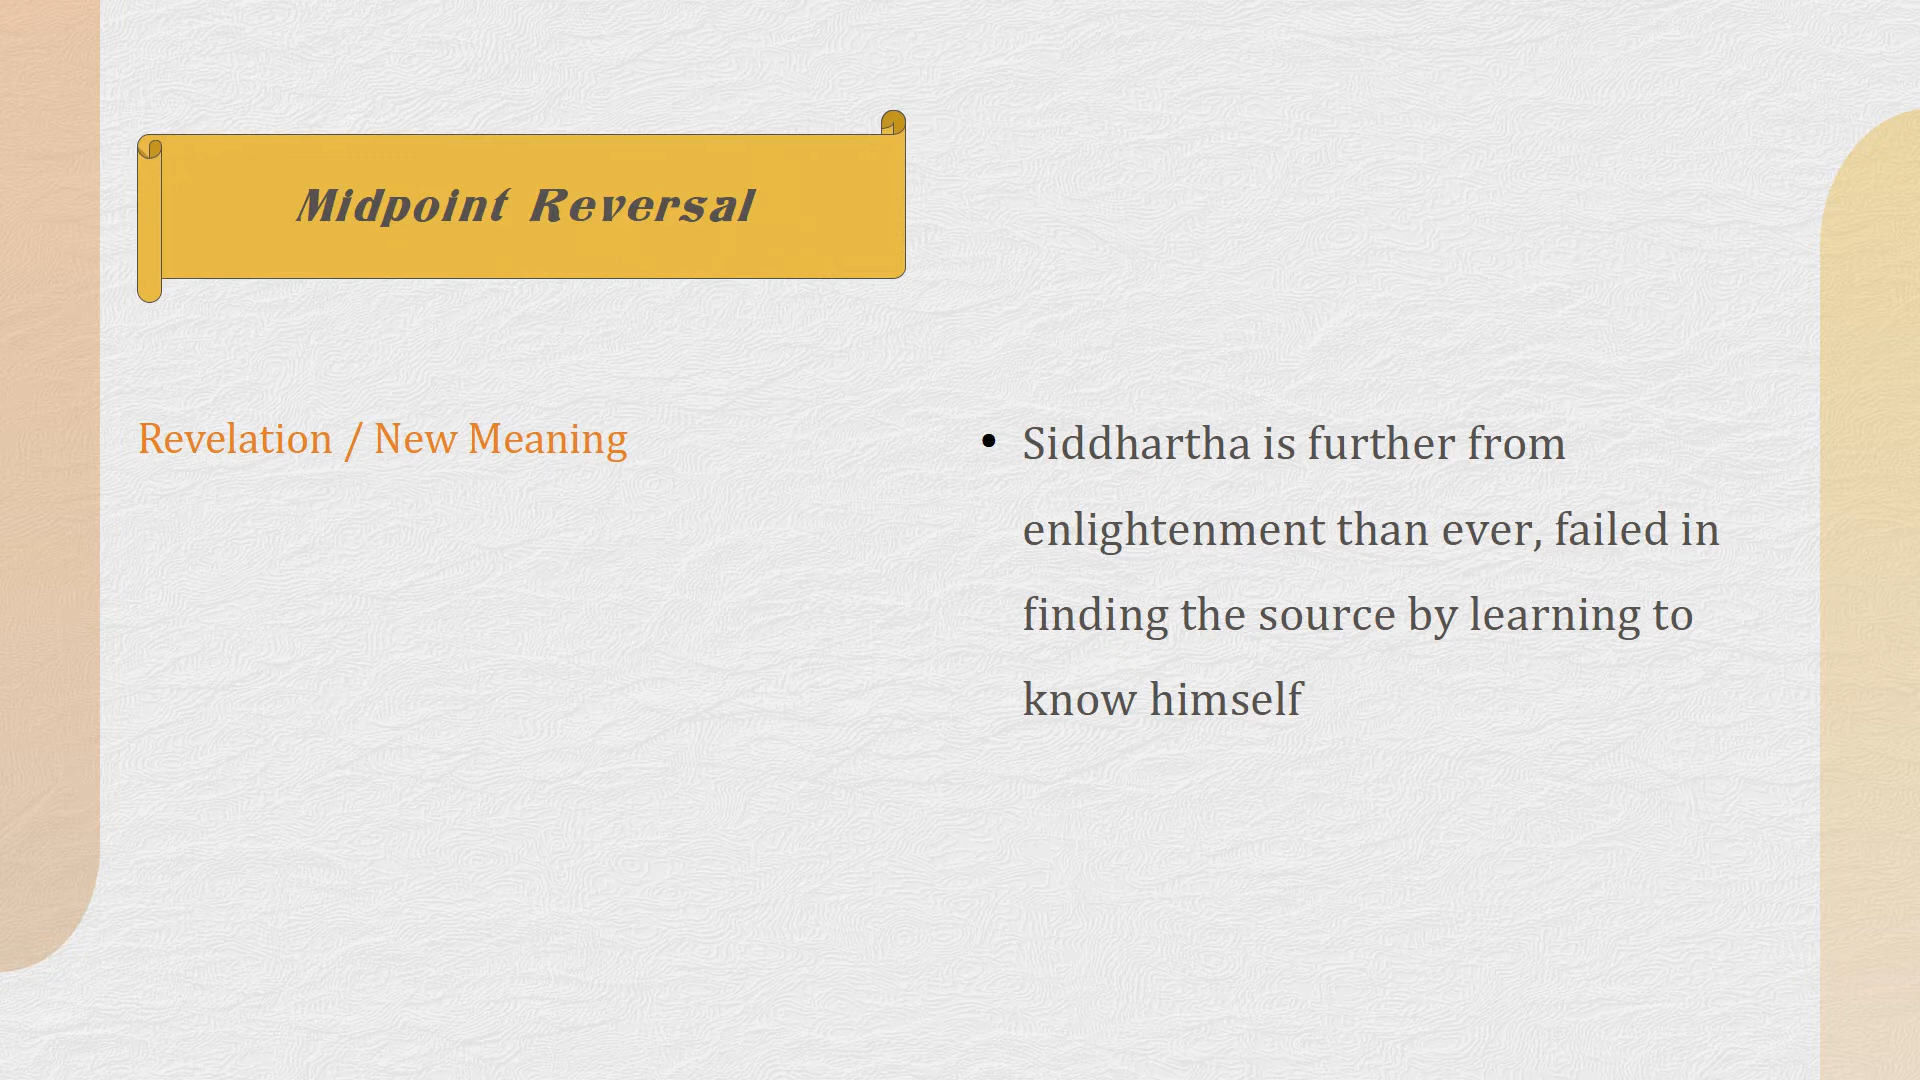 Midpoint Reversal
Revelation / New Meaning
• Siddhartha is further from
enlightenment than ever, failed in
finding the source by learning to
know himself